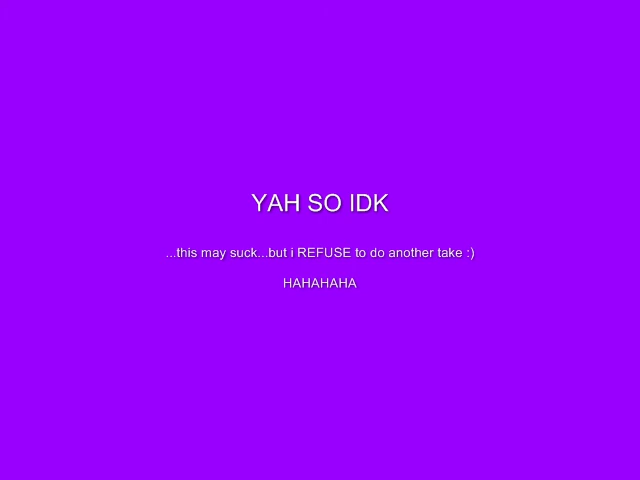 YAH SO IDK
...this may suck...but i REFUSE to do another take :)
HAHAHAHA